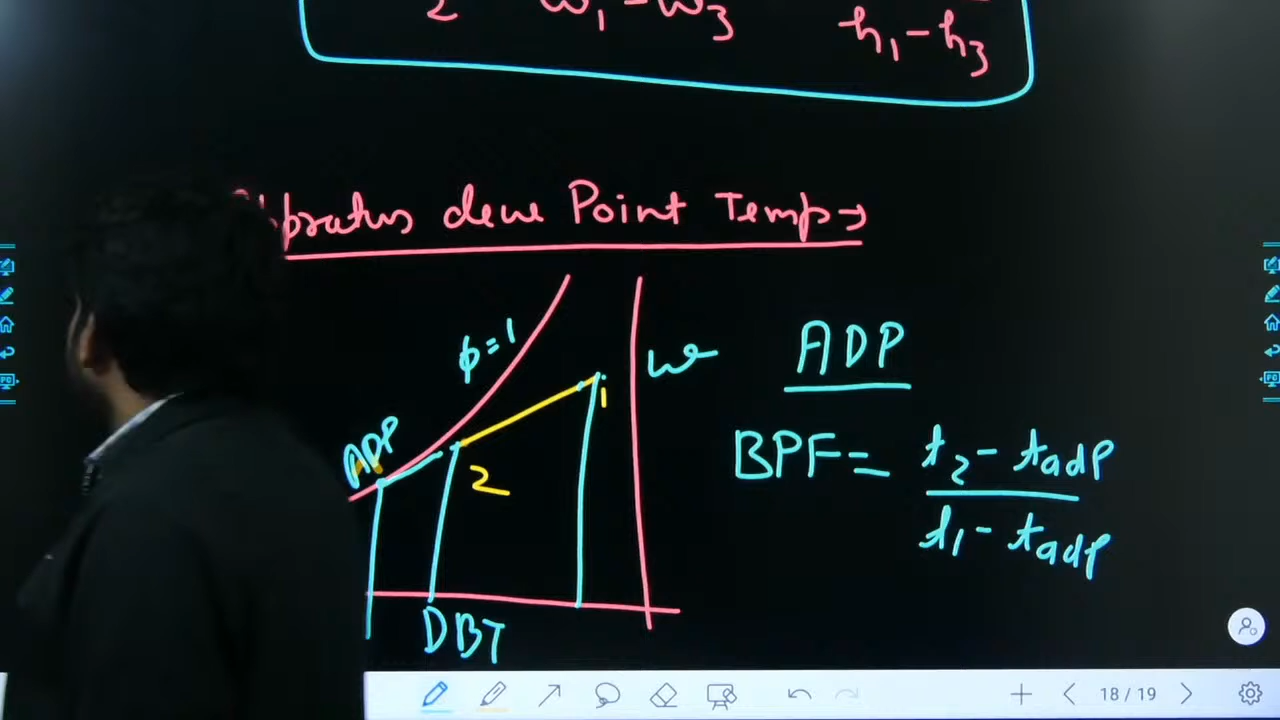 2 ω1-ω3 h1-h3
dew Point Temp→
φ=1
ω
ADP
1
ADP
2
BPF = t2 - tadp
t1 - tadp
DBT
18 / 19